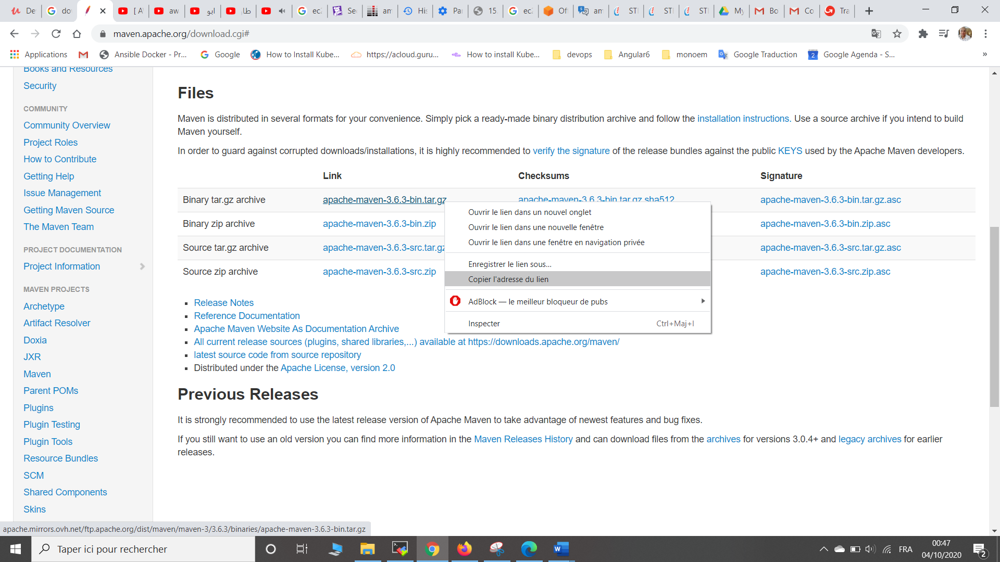 De
do
[ A
aw
ابو
طار
ec2
Se
am
His
Par
15.
ec2
Of
am
STI
STI
STI
My
Bo
Co
Tra
maven.apache.org/download.cgi#
Applications
Ansible Docker - Pr...
Google
How to Install Kube...
https://acloud.guru...
How to install Kube...
devops
Angular6
monoem
Google Traduction
2
Google Agenda - S...
»
Books and Resources
Security
COMMUNITY
Community Overview
Project Roles
How to Contribute
Getting Help
Issue Management
Getting Maven Source
The Maven Team
PROJECT DOCUMENTATION
Project Information
MAVEN PROJECTS
Archetype
Artifact Resolver
Doxia
JXR
Maven
Parent POMs
Plugins
Plugin Testing
Plugin Tools
Resource Bundles
SCM
Shared Components
Skins
Files
Maven is distributed in several formats for your convenience. Simply pick a ready-made binary distribution archive and follow the installation instructions. Use a source archive if you intend to build
Maven yourself.
In order to guard against corrupted downloads/installations, it is highly recommended to verify the signature of the release bundles against the public KEYS used by the Apache Maven developers.
Link Checksums Signature
Binary tar.gz archive apache-maven-3.6.3-bin.tar.gz apache-maven-3.6.3-bin.tar.gz.sha512 apache-maven-3.6.3-bin.tar.gz.asc
Binary zip archive apache-maven-3.6.3-bin.zip apache-maven-3.6.3-bin.zip.asc
Source tar.gz archive apache-maven-3.6.3-src.tar.gz apache-maven-3.6.3-src.tar.gz.asc
Source zip archive apache-maven-3.6.3-src.zip apache-maven-3.6.3-src.zip.asc
Ouvrir le lien dans un nouvel onglet
Ouvrir le lien dans une nouvelle fenêtre
Ouvrir le lien dans une fenêtre en navigation privée
Enregistrer le lien sous...
Copier l'adresse du lien
AdBlock — le meilleur bloqueur de pubs
Inspecter Ctrl+Maj+I
Release Notes
Reference Documentation
Apache Maven Website As Documentation Archive
All current release sources (plugins, shared libraries,...) available at https://downloads.apache.org/maven/
latest source code from source repository
Distributed under the Apache License, version 2.0
Previous Releases
It is strongly recommended to use the latest release version of Apache Maven to take advantage of newest features and bug fixes.
If you still want to use an old version you can find more information in the Maven Releases History and can download files from the archives for versions 3.0.4+ and legacy archives for earlier
releases.
apache.mirrors.ovh.net/ftp.apache.org/dist/maven/maven-3/3.6.3/binaries/apache-maven-3.6.3-bin.tar.gz
Taper ici pour rechercher
FRA
00:47
04/10/2020
2